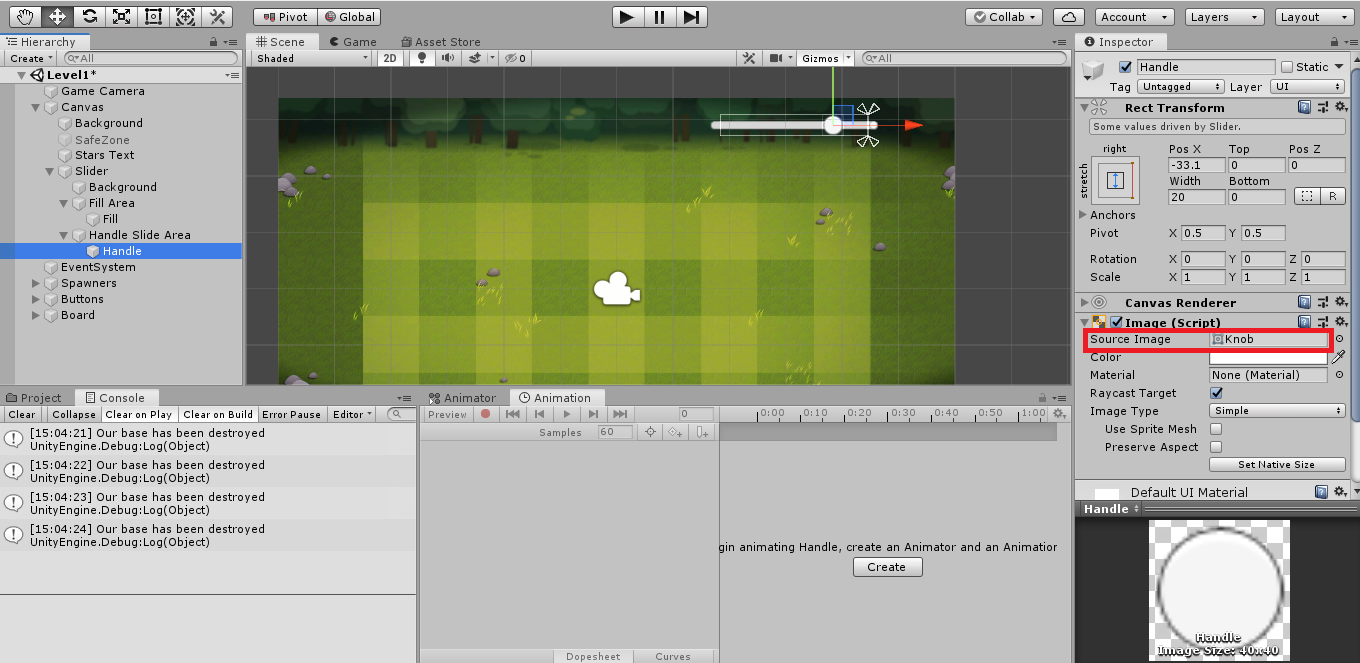 Pivot Global Collab Account Layers Layout
Hierarchy
Create All
Level1*
Game Camera
Canvas
Background
SafeZone
Stars Text
Slider
Background
Fill Area
Fill
Handle Slide Area
Handle
EventSystem
Spawners
Buttons
Board
Scene Game Asset Store
Shaded 2D 0 Gizmos All
Inspector
Handle Static
Tag Untagged Layer UI
Rect Transform
Some values driven by Slider.
right Pos X Top Pos Z
stretch -33.1 0 0
Width Bottom
20 0 R
Anchors
Pivot X 0.5 Y 0.5
Rotation X 0 Y 0 Z 0
Scale X 1 Y 1 Z 1
Canvas Renderer
Image (Script)
Source Image Knob
Color
Material None (Material)
Raycast Target
Image Type Simple
Use Sprite Mesh
Preserve Aspect
Set Native Size
Default UI Material
Handle
Handle
Image Size: 40x40
Project Console
Clear Collapse Clear on Play Clear on Build Error Pause Editor
[15:04:21] Our base has been destroyed
UnityEngine.Debug:Log(Object)
[15:04:22] Our base has been destroyed
UnityEngine.Debug:Log(Object)
[15:04:23] Our base has been destroyed
UnityEngine.Debug:Log(Object)
[15:04:24] Our base has been destroyed
UnityEngine.Debug:Log(Object)
Animator Animation
Preview 0 0:00 0:10 0:20 0:30 0:40 0:50 1:00
Samples 60
gin animating Handle, create an Animator and an Animation
Create
Dopesheet Curves